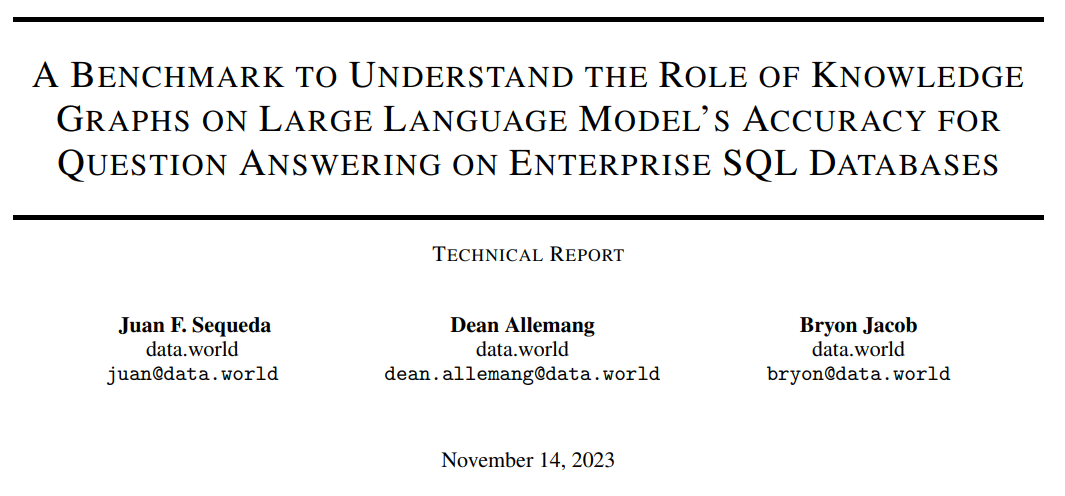 A BENCHMARK TO UNDERSTAND THE ROLE OF KNOWLEDGE
GRAPHS ON LARGE LANGUAGE MODEL'S ACCURACY FOR
QUESTION ANSWERING ON ENTERPRISE SQL DATABASES
TECHNICAL REPORT
Juan F. Sequeda Dean Allemang Bryon Jacob
data.world data.world data.world
juan@data.world dean.allemang@data.world bryon@data.world
November 14, 2023